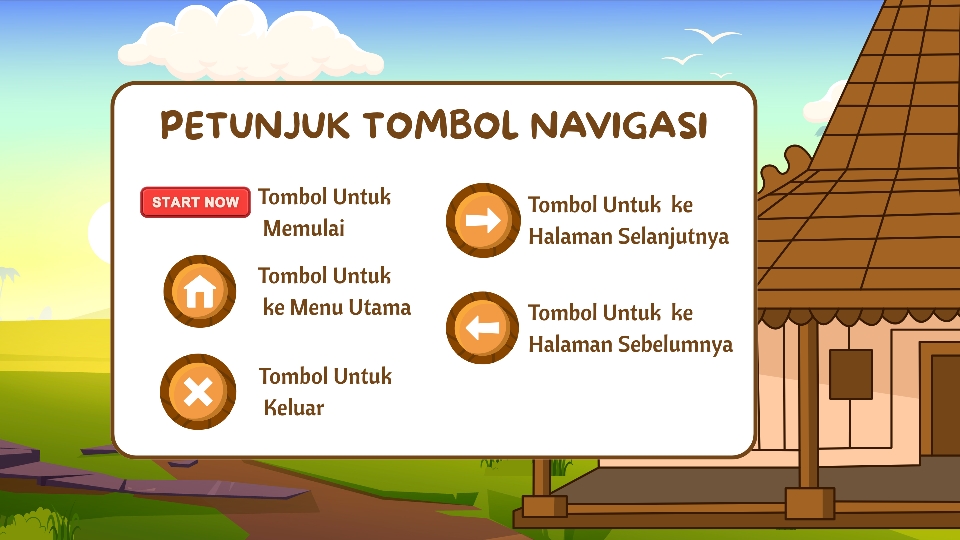 PETUNJUK TOMBOL NAVIGASI
START NOW
Tombol Untuk
Memulai
Tombol Untuk
ke Menu Utama
Tombol Untuk
Keluar
Tombol Untuk ke
Halaman Selanjutnya
Tombol Untuk ke
Halaman Sebelumnya